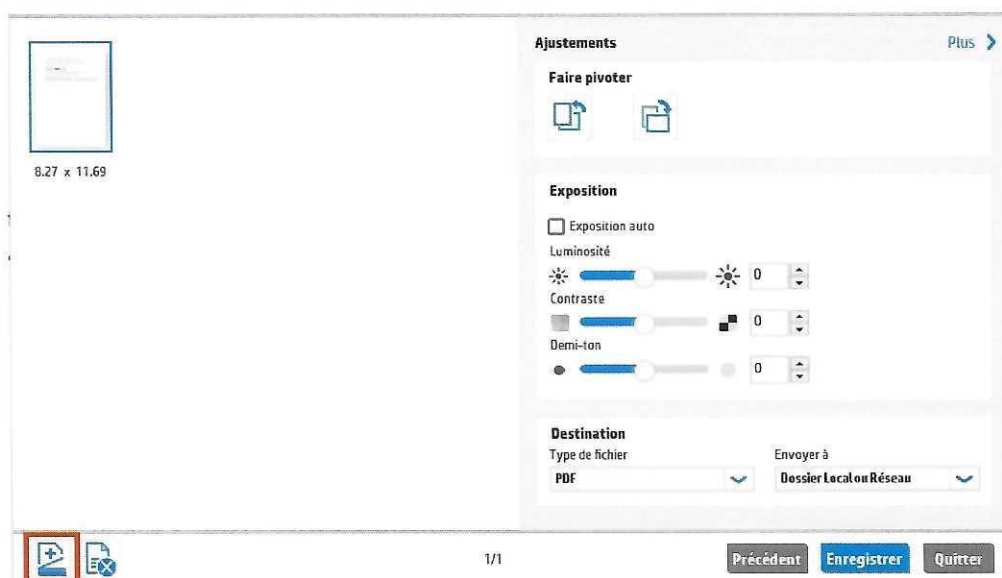 8.27 x 11.69
Ajustements
Plus
Faire pivoter
Exposition
Exposition auto
Luminosité
0
Contraste
0
Demi-ton
0
Destination
Type de fichier
Envoyer à
PDF
Dossier Local ou Réseau
1/1
Précédent
Enregistrer
Quitter